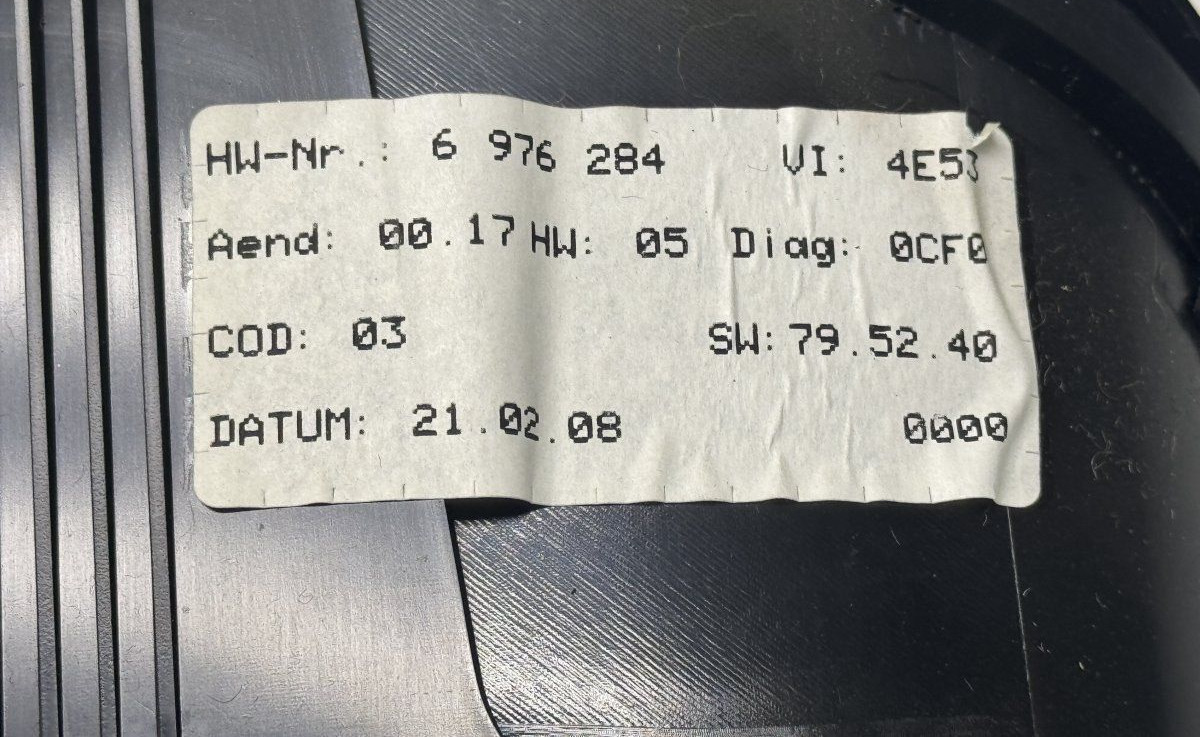 HW-Nr.: 6 976 284 VI: 4E53
Aend: 00.17 HW: 05 Diag: 0CF0
COD: 03 SW: 79.52.40
DATUM: 21.02.08 0000